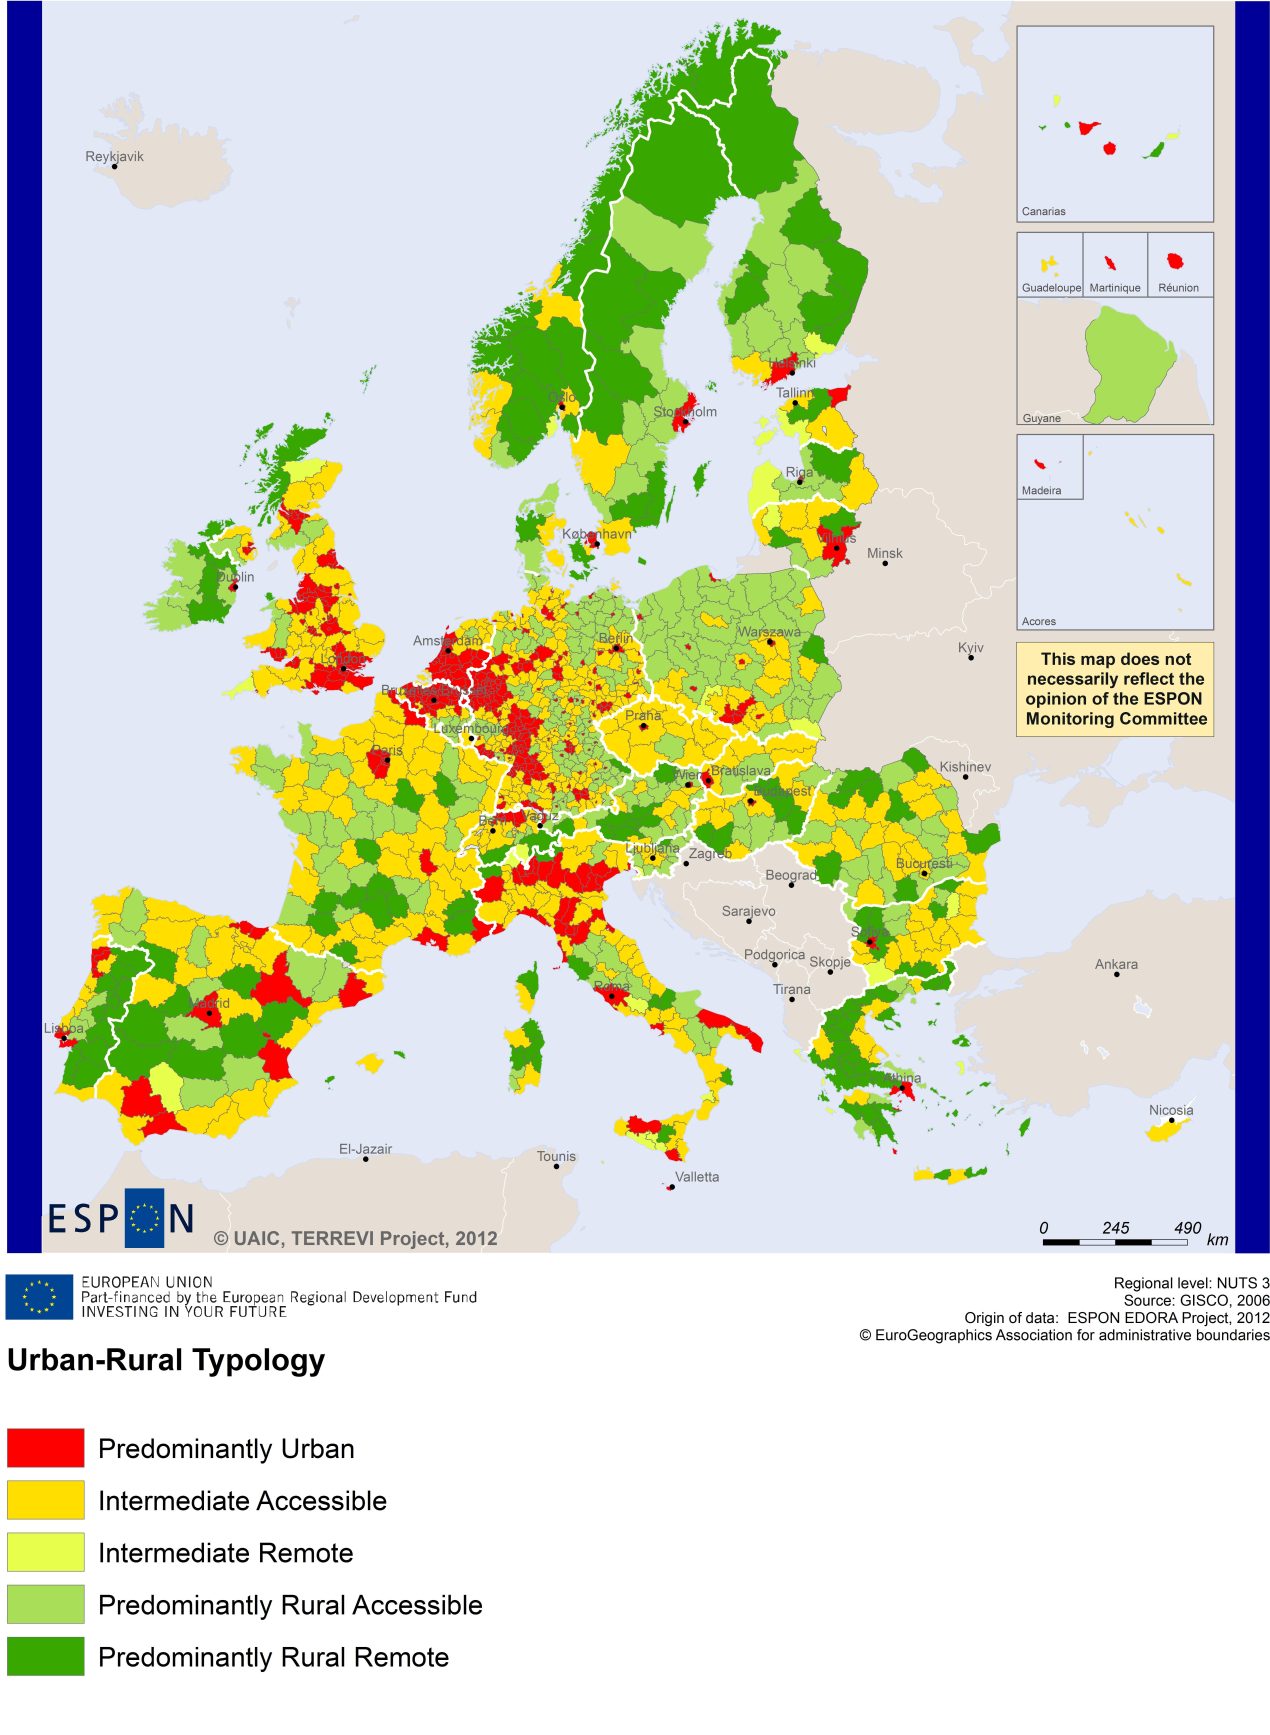 Reykjavik
Canarias
Guadeloupe
Martinique
Réunion
Guyane
Madeira
Acores
This map does not
necessarily reflect the
opinion of the ESPON
Monitoring Committee
Oslo
Helsinki
Tallinn
Stockholm
Riga
København
Vilnius
Minsk
Dublin
Amsterdam
Berlin
Warszawa
Kyiv
London
Bruxelles/Brussel
Praha
Luxembourg
Paris
Wien
Bratislava
Kishinev
Budapest
Bern
Vaduz
Ljubljana
Zagreb
Bucuresti
Beograd
Sarajevo
Sofia
Podgorica
Skopje
Ankara
Tirana
Roma
Madrid
Lisboa
Athina
Nicosia
El-Jazair
Tounis
Valletta
ESPON
© UAIC, TERREVI Project, 2012
0 245 490
km
EUROPEAN UNION
Part-financed by the European Regional Development Fund
INVESTING IN YOUR FUTURE
Regional level: NUTS 3
Source: GISCO, 2006
Origin of data: ESPON EDORA Project, 2012
© EuroGeographics Association for administrative boundaries
Urban-Rural Typology
Predominantly Urban
Intermediate Accessible
Intermediate Remote
Predominantly Rural Accessible
Predominantly Rural Remote